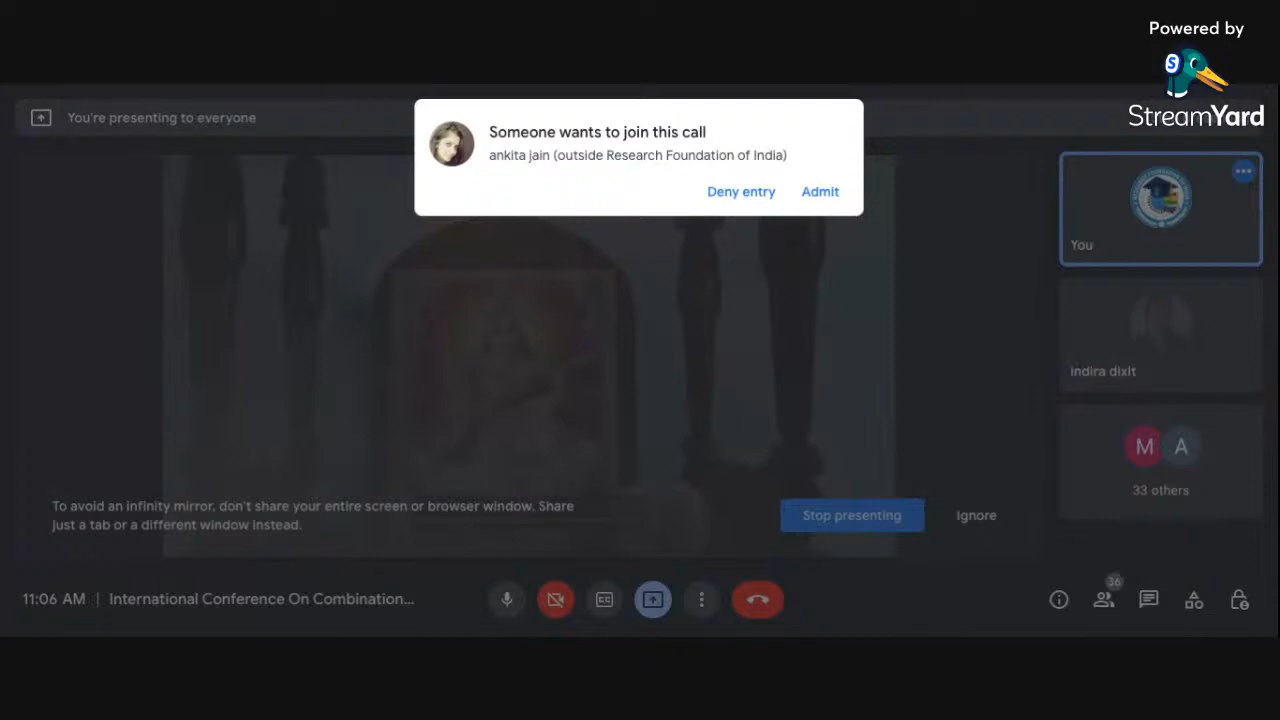 Powered by
S
StreamYard
You're presenting to everyone
Someone wants to join this call
ankita jain (outside Research Foundation of India)
Deny entry
Admit
You
indira dixit
M
A
33 others
To avoid an infinity mirror, don't share your entire screen or browser window. Share
just a tab or a different window instead.
Stop presenting
Ignore
11:06 AM | International Conference On Combination...
CC
36